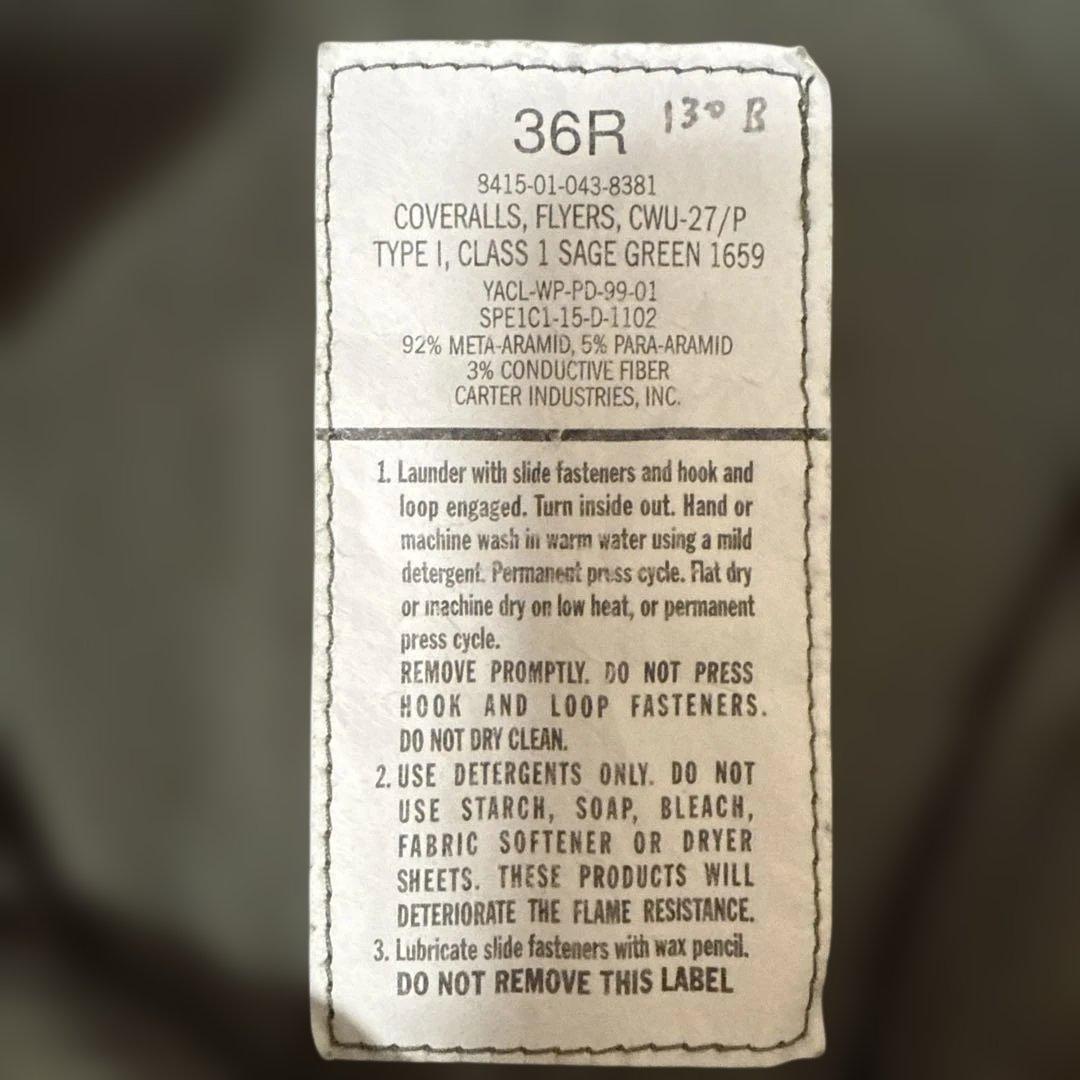 36R 130 B
8415-01-043-8381
COVERALLS, FLYERS, CWU-27/P
TYPE I, CLASS 1 SAGE GREEN 1659
YACL-WP-PD-99-01
SPE1C1-15-D-1102
92% META-ARAMID, 5% PARA-ARAMID
3% CONDUCTIVE FIBER
CARTER INDUSTRIES, INC.
1. Launder with slide fasteners and hook and
loop engaged. Turn inside out. Hand or
machine wash in warm water using a mild
detergent. Permanent press cycle. Flat dry
or machine dry on low heat, or permanent
press cycle.
REMOVE PROMPTLY. DO NOT PRESS
HOOK AND LOOP FASTENERS.
DO NOT DRY CLEAN.
2. USE DETERGENTS ONLY. DO NOT
USE STARCH, SOAP, BLEACH,
FABRIC SOFTENER OR DRYER
SHEETS. THESE PRODUCTS WILL
DETERIORATE THE FLAME RESISTANCE.
3. Lubricate slide fasteners with wax pencil.
DO NOT REMOVE THIS LABEL